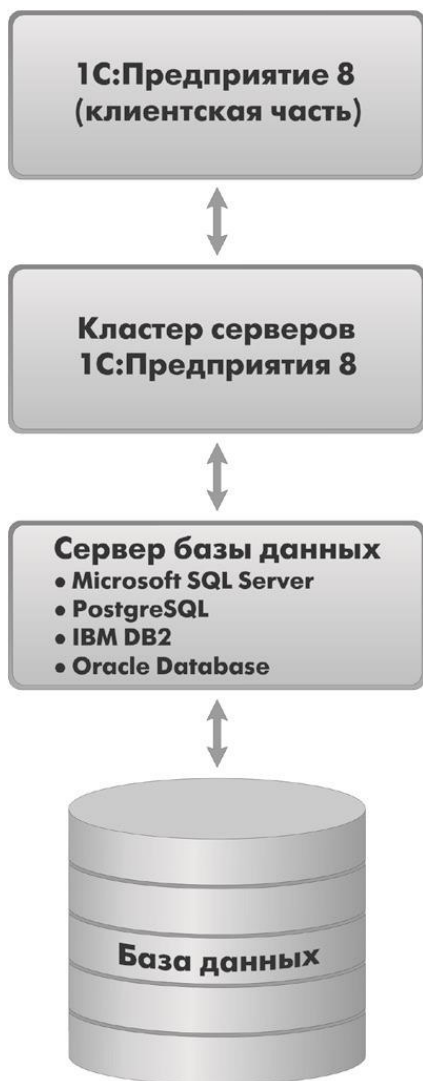 1С:Предприятие 8
(клиентская часть)
Кластер серверов
1С:Предприятия 8
Сервер базы данных
• Microsoft SQL Server
• PostgreSQL
• IBM DB2
• Oracle Database
База данных